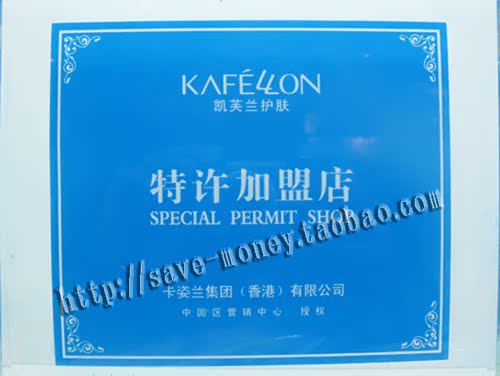 KAFÉLLON
凯芙兰护肤
特许加盟店
SPECIAL PERMIT SHOP
http://save-money.taobao.com
卡姿兰集团（香港）有限公司
中国区营销中心 授权